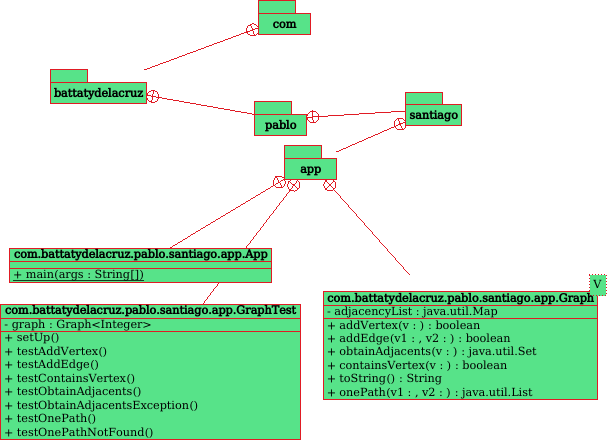 com
battatydelacruz
pablo
santiago
app
com.battatydelacruz.pablo.santiago.app.App
+ main(args : String[])
V
com.battatydelacruz.pablo.santiago.app.Graph
- adjacencyList : java.util.Map
+ addVertex(v : ) : boolean
+ addEdge(v1 : , v2 : ) : boolean
+ obtainAdjacents(v : ) : java.util.Set
+ containsVertex(v : ) : boolean
+ toString() : String
+ onePath(v1 : , v2 : ) : java.util.List
com.battatydelacruz.pablo.santiago.app.GraphTest
- graph : Graph<Integer>
+ setUp()
+ testAddVertex()
+ testAddEdge()
+ testContainsVertex()
+ testObtainAdjacents()
+ testObtainAdjacentsException()
+ testOnePath()
+ testOnePathNotFound()